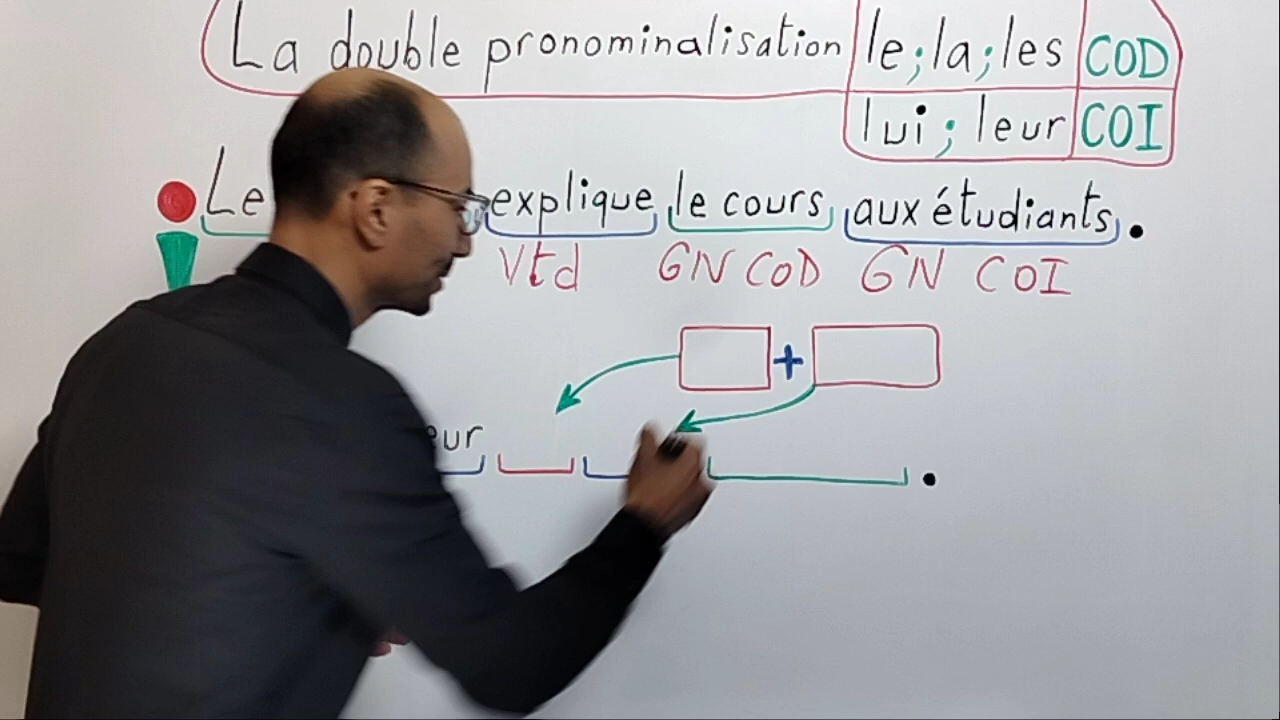 La double pronominalisation le;la;les COD
lui; leur COI
Le explique le cours aux étudiants.
Vtd GN COD GN COI
+
eur .